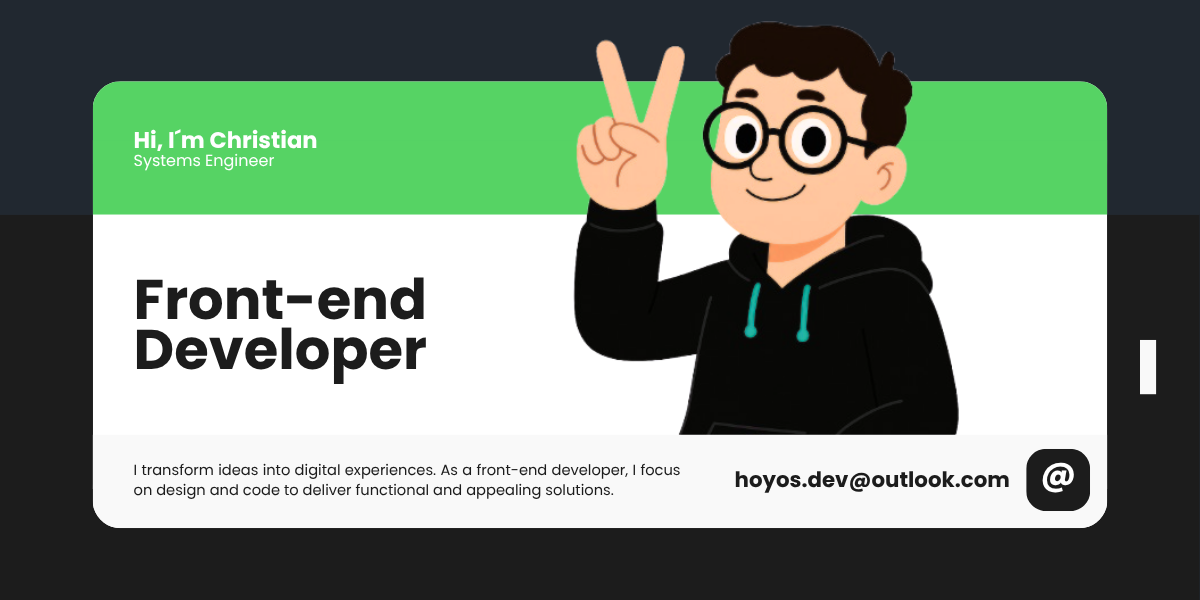 Hi, I´m Christian
Systems Engineer
Front-end
Developer
I transform ideas into digital experiences. As a front-end developer, I focus
on design and code to deliver functional and appealing solutions.
hoyos.dev@outlook.com
@